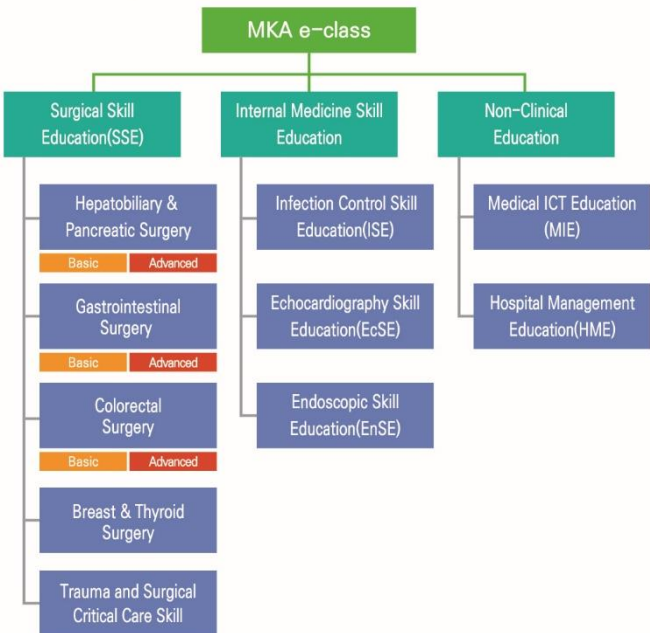 MKA e-class
Surgical Skill
Education(SSE)
Hepatobiliary &
Pancreatic Surgery
Basic
Advanced
Gastrointestinal
Surgery
Basic
Advanced
Colorectal
Surgery
Basic
Advanced
Breast & Thyroid
Surgery
Trauma and Surgical
Critical Care Skill
Internal Medicine Skill
Education
Infection Control Skill
Education(ISE)
Echocardiography Skill
Education(EcSE)
Endoscopic Skill
Education(EnSE)
Non-Clinical
Education
Medical ICT Education
(MIE)
Hospital Management
Education(HME)